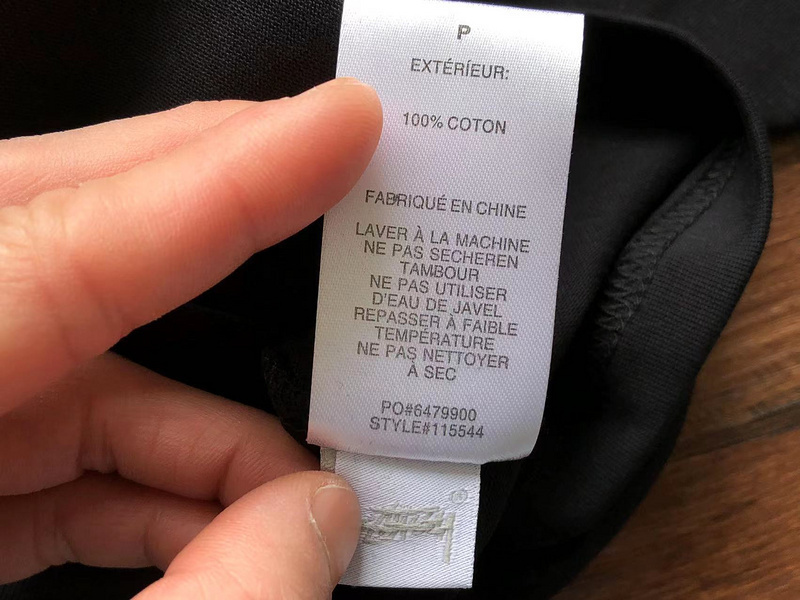 P
EXTÉRÍEUR:
100% COTON
FABRIQUÉ EN CHINE
LAVER À LA MACHINE
NE PAS SECHEREN
TAMBOUR
NE PAS UTILISER
D'EAU DE JAVEL
REPASSER À FAIBLE
TEMPÉRATURE
NE PAS NETTOYER
À SEC
PO#6479900
STYLE#115544
®